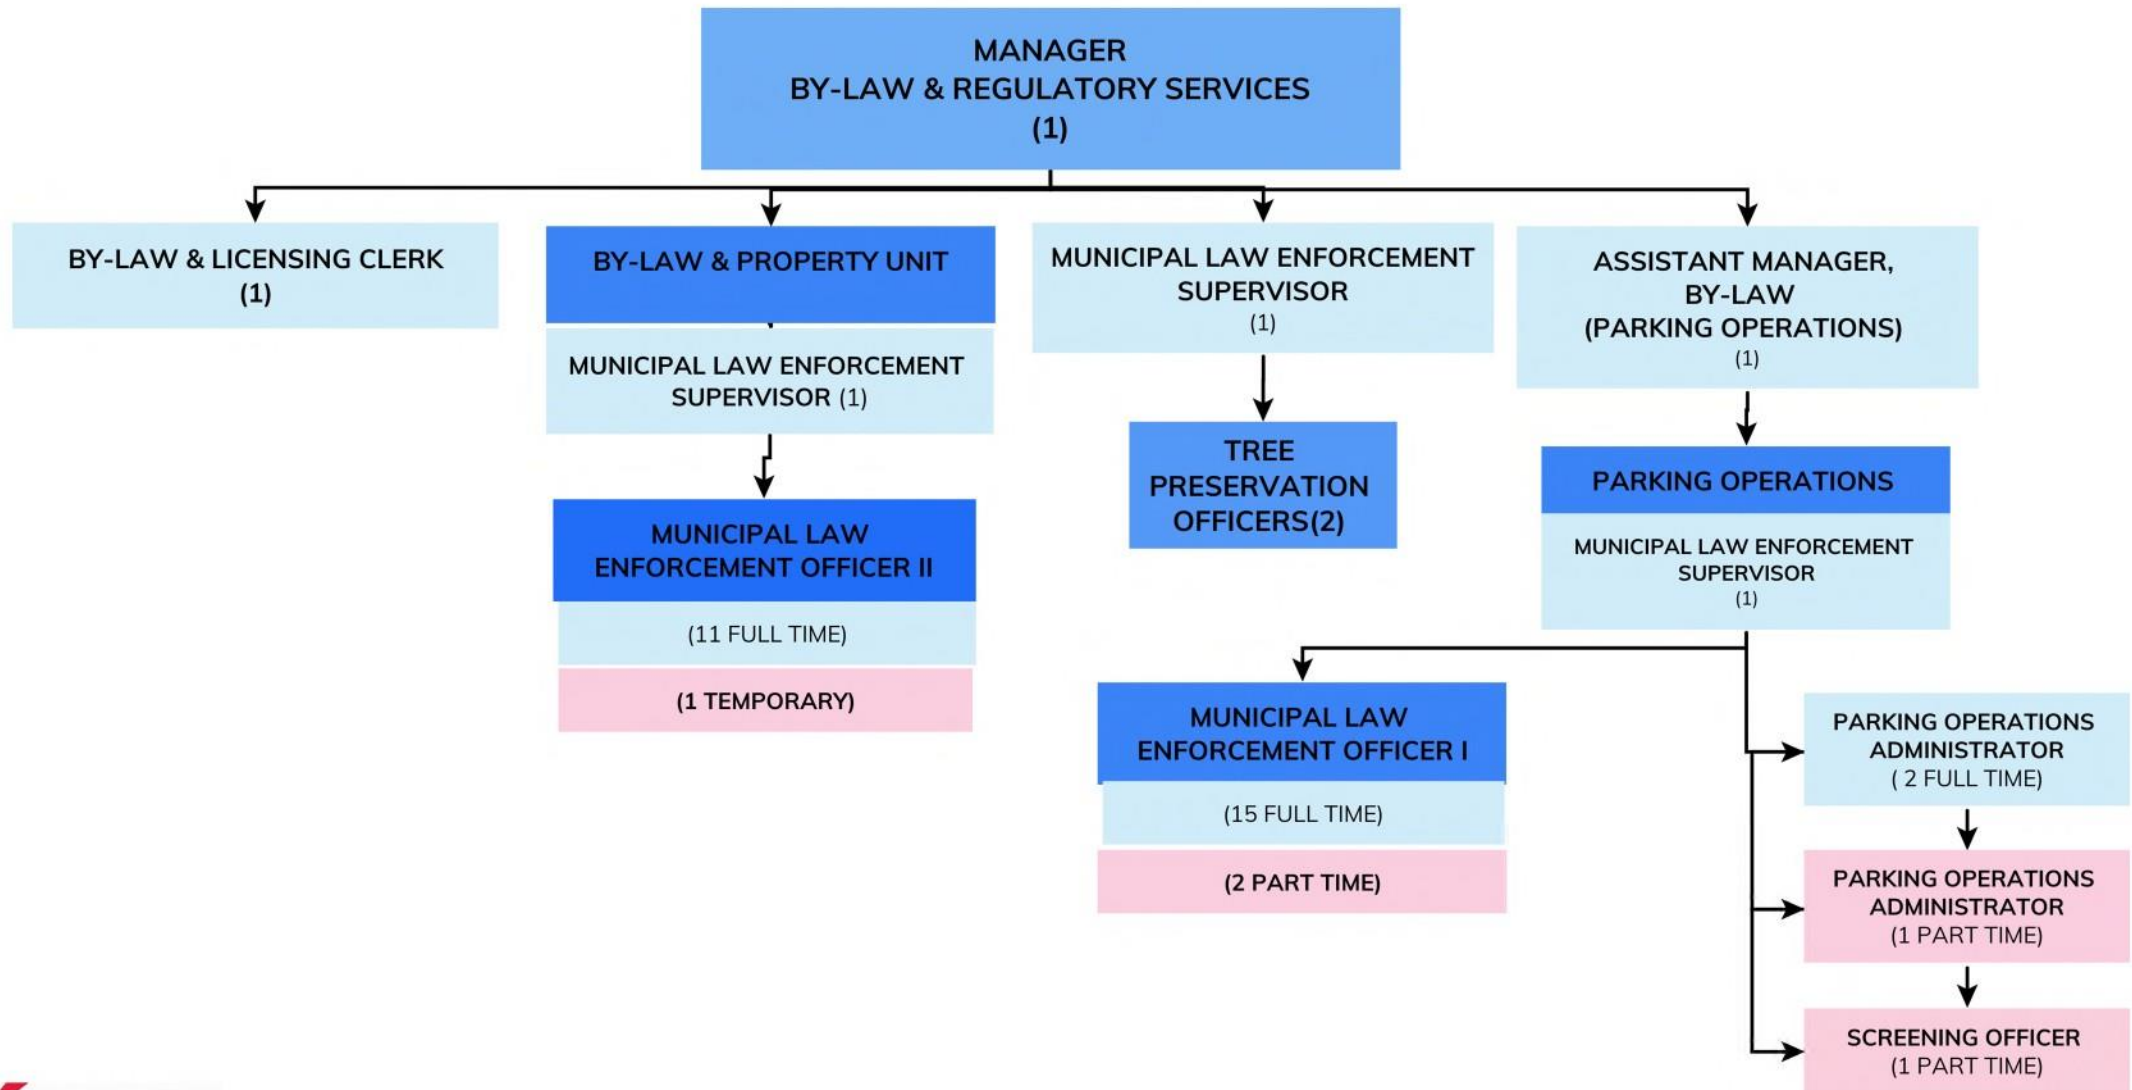 MANAGER
BY-LAW & REGULATORY SERVICES
(1)
BY-LAW & LICENSING CLERK
(1)
BY-LAW & PROPERTY UNIT
MUNICIPAL LAW ENFORCEMENT
SUPERVISOR (1)
MUNICIPAL LAW
ENFORCEMENT OFFICER II
(11 FULL TIME)
(1 TEMPORARY)
MUNICIPAL LAW ENFORCEMENT
SUPERVISOR
(1)
TREE
PRESERVATION
OFFICERS(2)
ASSISTANT MANAGER,
BY-LAW
(PARKING OPERATIONS)
(1)
PARKING OPERATIONS
MUNICIPAL LAW ENFORCEMENT
SUPERVISOR
(1)
MUNICIPAL LAW
ENFORCEMENT OFFICER I
(15 FULL TIME)
(2 PART TIME)
PARKING OPERATIONS
ADMINISTRATOR
( 2 FULL TIME)
PARKING OPERATIONS
ADMINISTRATOR
(1 PART TIME)
SCREENING OFFICER
(1 PART TIME)